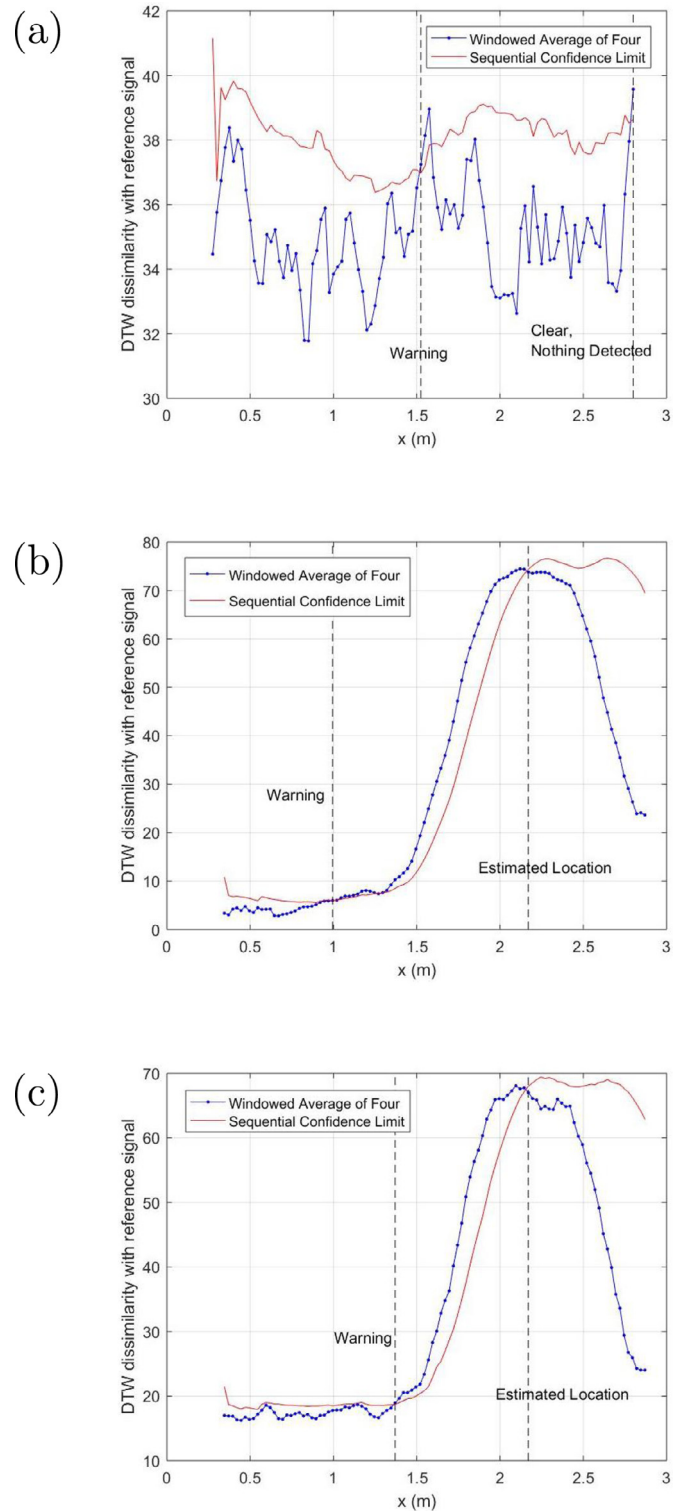 (a)
DTW dissimilarity with reference signal
42
40
38
36
34
32
30
Windowed Average of Four
Sequential Confidence Limit
Warning
Clear,
Nothing Detected
0 0.5 1 1.5 2 2.5 3
x (m)
(b)
DTW dissimilarity with reference signal
80
70
60
50
40
30
20
10
0
Windowed Average of Four
Sequential Confidence Limit
Warning
Estimated Location
0 0.5 1 1.5 2 2.5 3
x (m)
(c)
DTW dissimilarity with reference signal
70
60
50
40
30
20
10
Windowed Average of Four
Sequential Confidence Limit
Warning
Estimated Location
0 0.5 1 1.5 2 2.5 3
x (m)